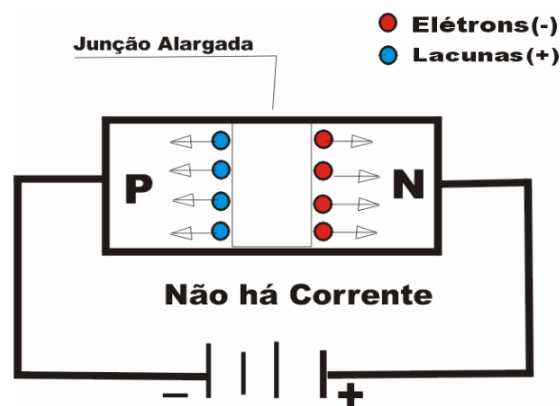 Elétrons(-)
Lacunas(+)
Junção Alargada
P
N
Não há Corrente
− +